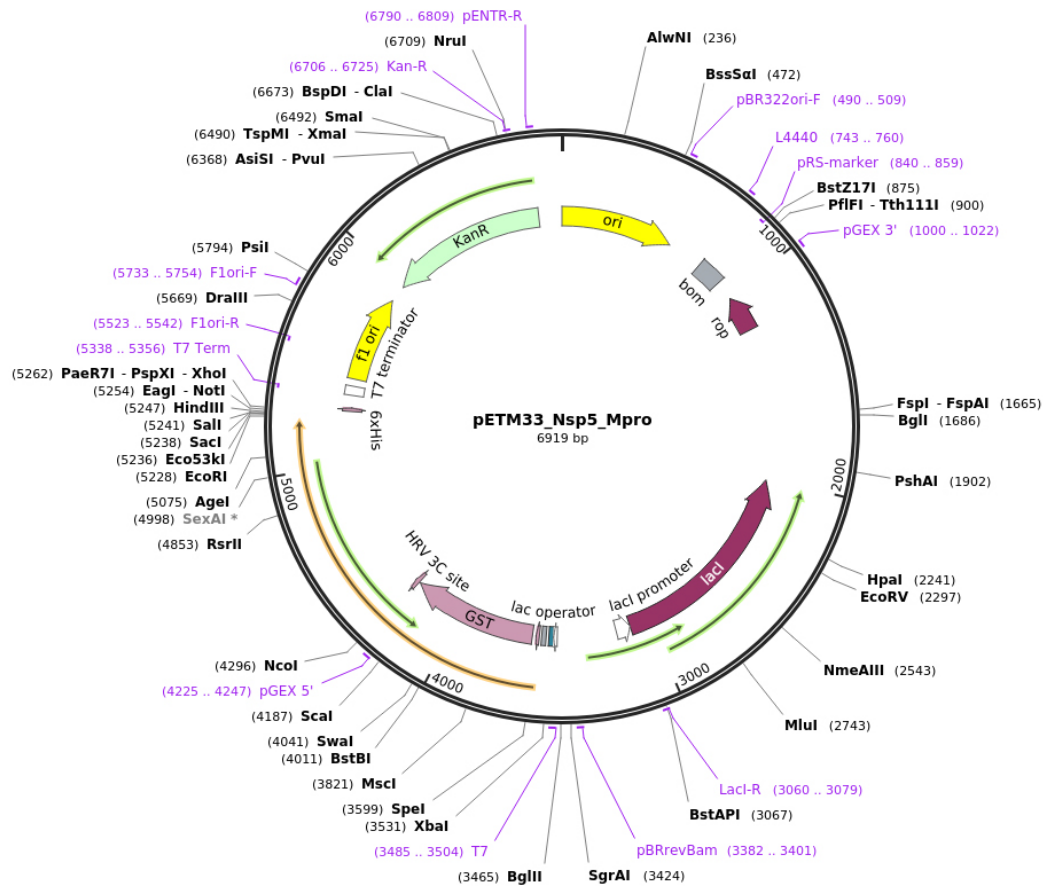 (6790 .. 6809) pENTR-R
(6709) NruI
(6706 .. 6725) Kan-R
(6673) BspDI - ClaI
(6492) SmaI
(6490) TspMI - XmaI
(6368) AsiSI - PvuI
(5794) PsiI
(5733 .. 5754) F1ori-F
(5669) DraIII
(5523 .. 5542) F1ori-R
(5338 .. 5356) T7 Term
(5262) PaeR7I - PspXI - XhoI
(5254) EagI - NotI
(5247) HindIII
(5241) SalI
(5238) SacI
(5236) Eco53kI
(5228) EcoRI
(5075) AgeI
(4998) SexAI *
(4853) RsrII
(4296) NcoI
(4225 .. 4247) pGEX 5'
(4187) ScaI
(4041) SwaI
(4011) BstBI
(3821) MscI
(3599) SpeI
(3531) XbaI
(3485 .. 3504) T7
(3465) BglII
AlwNI (236)
BssSαI (472)
pBR322ori-F (490 .. 509)
L4440 (743 .. 760)
pRS-marker (840 .. 859)
BstZ17I (875)
PflFI - Tth111I (900)
pGEX 3' (1000 .. 1022)
FspI - FspAI (1665)
BglI (1686)
PshAI (1902)
HpaI (2241)
EcoRV (2297)
NmeAIII (2543)
MluI (2743)
LacI-R (3060 .. 3079)
BstAPI (3067)
pBRrevBam (3382 .. 3401)
SgrAI (3424)
1000
2000
3000
4000
5000
6000
KanR
ori
bom
rop
f1 ori
T7 terminator
6xHis
pETM33_Nsp5_Mpro
6919 bp
HRV 3C site
GST
lac operator
lacI promoter
lacI